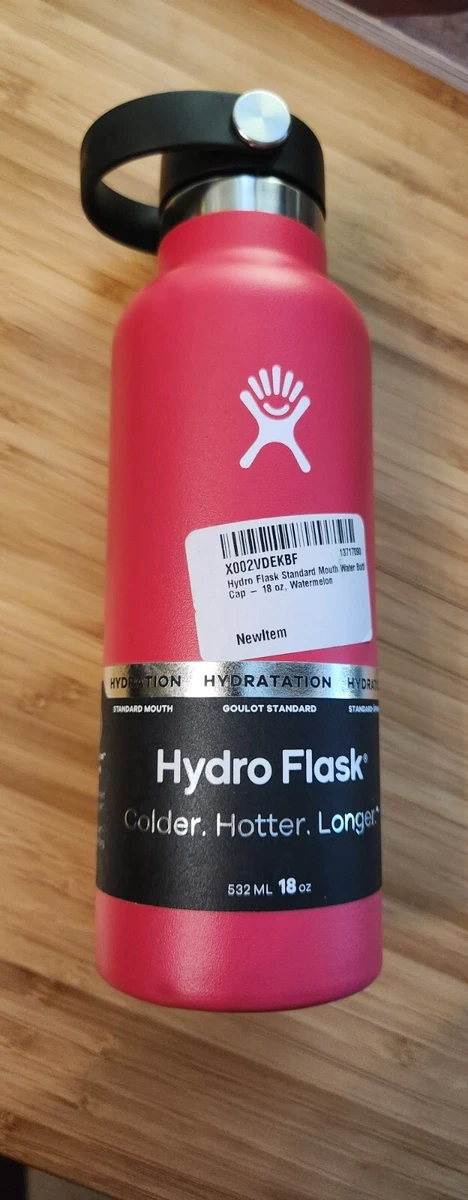 X002VDEKBF
Hydro Flask Standard Mouth Water
Cap – 18 oz, Watermelon
NewItem
HYDRATION HYDRATATION
STANDARD MOUTH GOULOT STANDARD
Hydro Flask®
Colder. Hotter. Longer.™
532 ML 18 oz